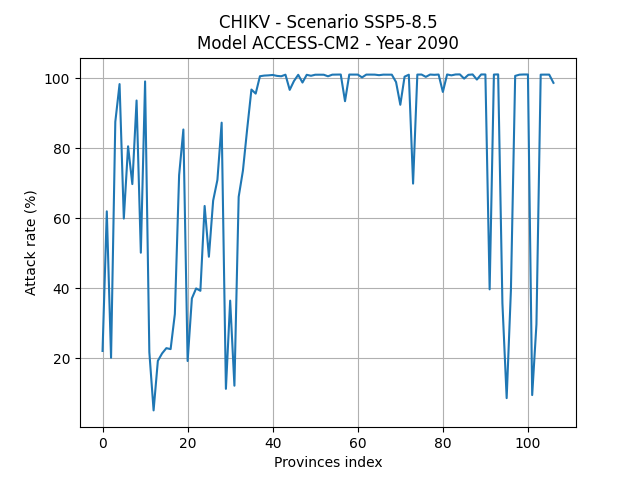 CHIKV - Scenario SSP5-8.5
Model ACCESS-CM2 - Year 2090
Attack rate (%)
100
80
60
40
20
0 20 40 60 80 100
Provinces index